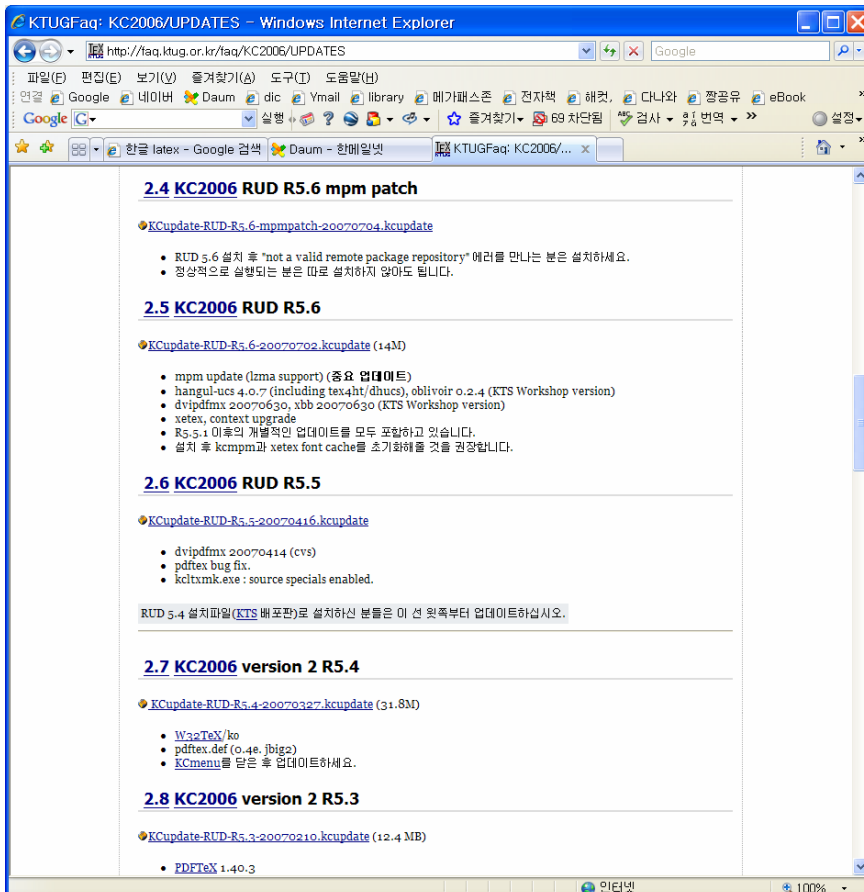 KTUGFaq: KC2006/UPDATES - Windows Internet Explorer
http://faq.ktug.or.kr/faq/KC2006/UPDATES
Google
파일(F) 편집(E) 보기(V) 즐겨찾기(A) 도구(T) 도움말(H)
연결 Google 네이버 Daum dic Ymail library 메가패스존 전자책 해컷, 다나와 짱공유 eBook »
Google G 실행 즐겨찾기 69 차단됨 검사 번역 » 설정
한글 latex - Google 검색 Daum - 한메일넷 KTUGFaq: KC2006/... x
2.4 KC2006 RUD R5.6 mpm patch
KCupdate-RUD-R5.6-mpmpatch-20070704.kcupdate
• RUD 5.6 설치 후 "not a valid remote package repository" 에러를 만나는 분은 설치하세요.
• 정상적으로 실행되는 분은 따로 설치하지 않아도 됩니다.
2.5 KC2006 RUD R5.6
KCupdate-RUD-R5.6-20070702.kcupdate (14M)
• mpm update (lzma support) (중요 업데이트)
• hangul-ucs 4.0.7 (including tex4ht/dhucs), oblivoir 0.2.4 (KTS Workshop version)
• dvipdfmx 20070630, xbb 20070630 (KTS Workshop version)
• xetex, context upgrade
• R5.5.1 이후의 개별적인 업데이트를 모두 포함하고 있습니다.
• 설치 후 kcmpm과 xetex font cache를 초기화해줄 것을 권장합니다.
2.6 KC2006 RUD R5.5
KCupdate-RUD-R5.5-20070416.kcupdate
• dvipdfmx 20070414 (cvs)
• pdftex bug fix.
• kcltxmk.exe : source specials enabled.
RUD 5.4 설치파일(KTS 배포판)로 설치하신 분들은 이 선 윗쪽부터 업데이트하십시오.
2.7 KC2006 version 2 R5.4
KCupdate-RUD-R5.4-20070327.kcupdate (31.8M)
• W32TeX/ko
• pdftex.def (0.4e. jbig2)
• KCmenu를 닫은 후 업데이트하세요.
2.8 KC2006 version 2 R5.3
KCupdate-RUD-R5.3-20070210.kcupdate (12.4 MB)
• PDFTeX 1.40.3
인터넷 100%